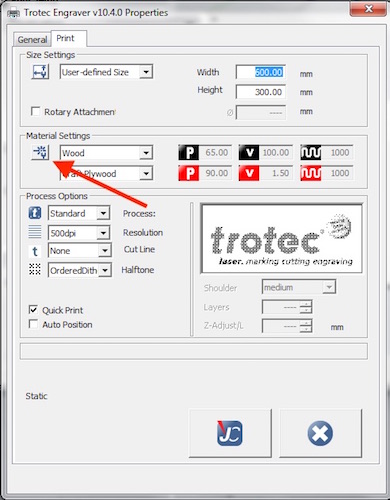 Trotec Engraver v10.4.0 Properties
General Print
Size Settings
User-defined Size Width 600.00 mm
Height 300.00 mm
Rotary Attachment Ø ---- mm
Material Settings
Wood P 65.00 v 100.00 1000
Plywood P 90.00 v 1.50 1000
Process Options
t Standard Process:
500dpi Resolution
t None Cut Line
OrderedDith Halftone
trotec
laser. marking cutting engraving
Shoulder medium
Layers ----
Z-Adjust/L ---- mm
Quick Print
Auto Position
Static
JC